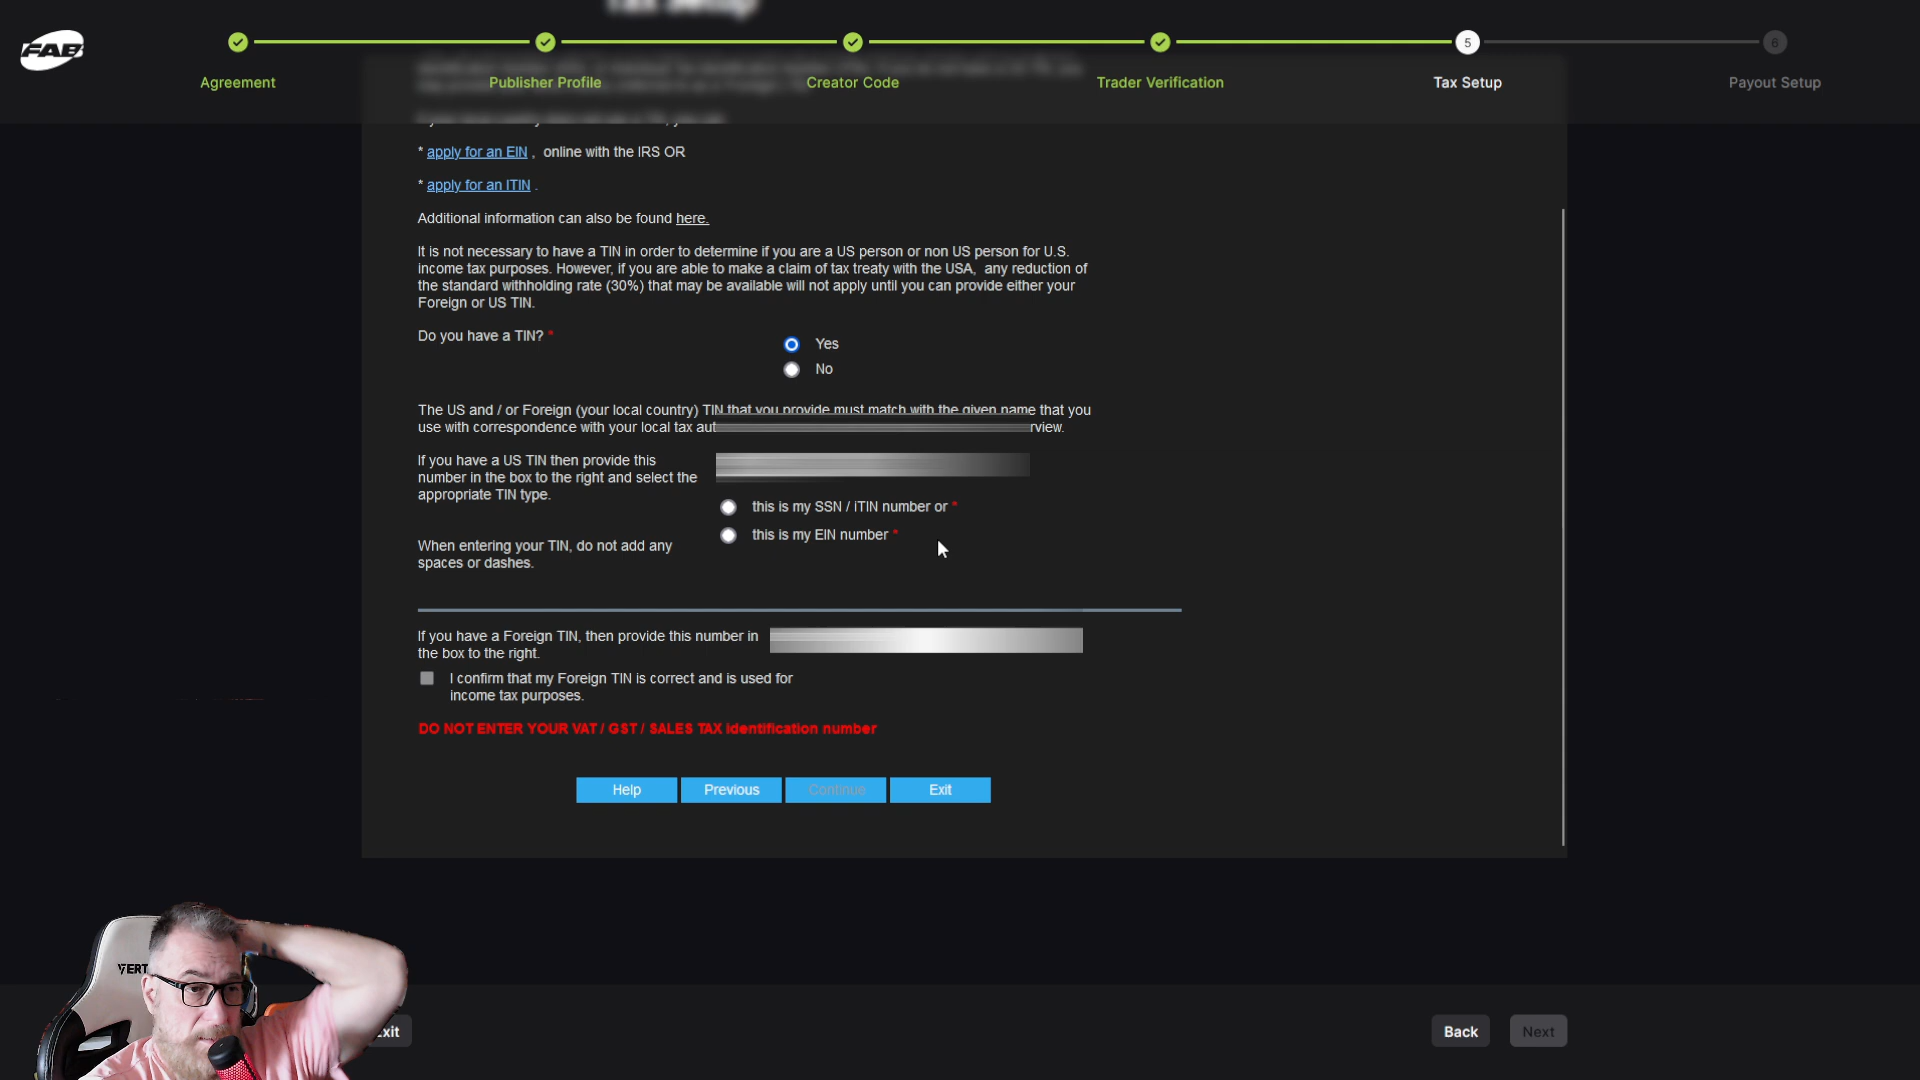 Tax Setup
FAB
5
6
Agreement
Publisher Profile
Creator Code
Trader Verification
Tax Setup
Payout Setup
* apply for an EIN , online with the IRS OR
* apply for an ITIN .
Additional information can also be found here.
It is not necessary to have a TIN in order to determine if you are a US person or non US person for U.S.
income tax purposes. However, if you are able to make a claim of tax treaty with the USA, any reduction of
the standard withholding rate (30%) that may be available will not apply until you can provide either your
Foreign or US TIN.
Do you have a TIN? *
Yes
No
The US and / or Foreign (your local country) TIN that you provide must match with the given name that you
use with correspondence with your local tax aut rview.
If you have a US TIN then provide this
number in the box to the right and select the
appropriate TIN type.
this is my SSN / iTIN number or *
this is my EIN number *
When entering your TIN, do not add any
spaces or dashes.
If you have a Foreign TIN, then provide this number in
the box to the right.
I confirm that my Foreign TIN is correct and is used for
income tax purposes.
DO NOT ENTER YOUR VAT / GST / SALES TAX identification number
Help
Previous
Continue
Exit
VERT
xit
Back
Next